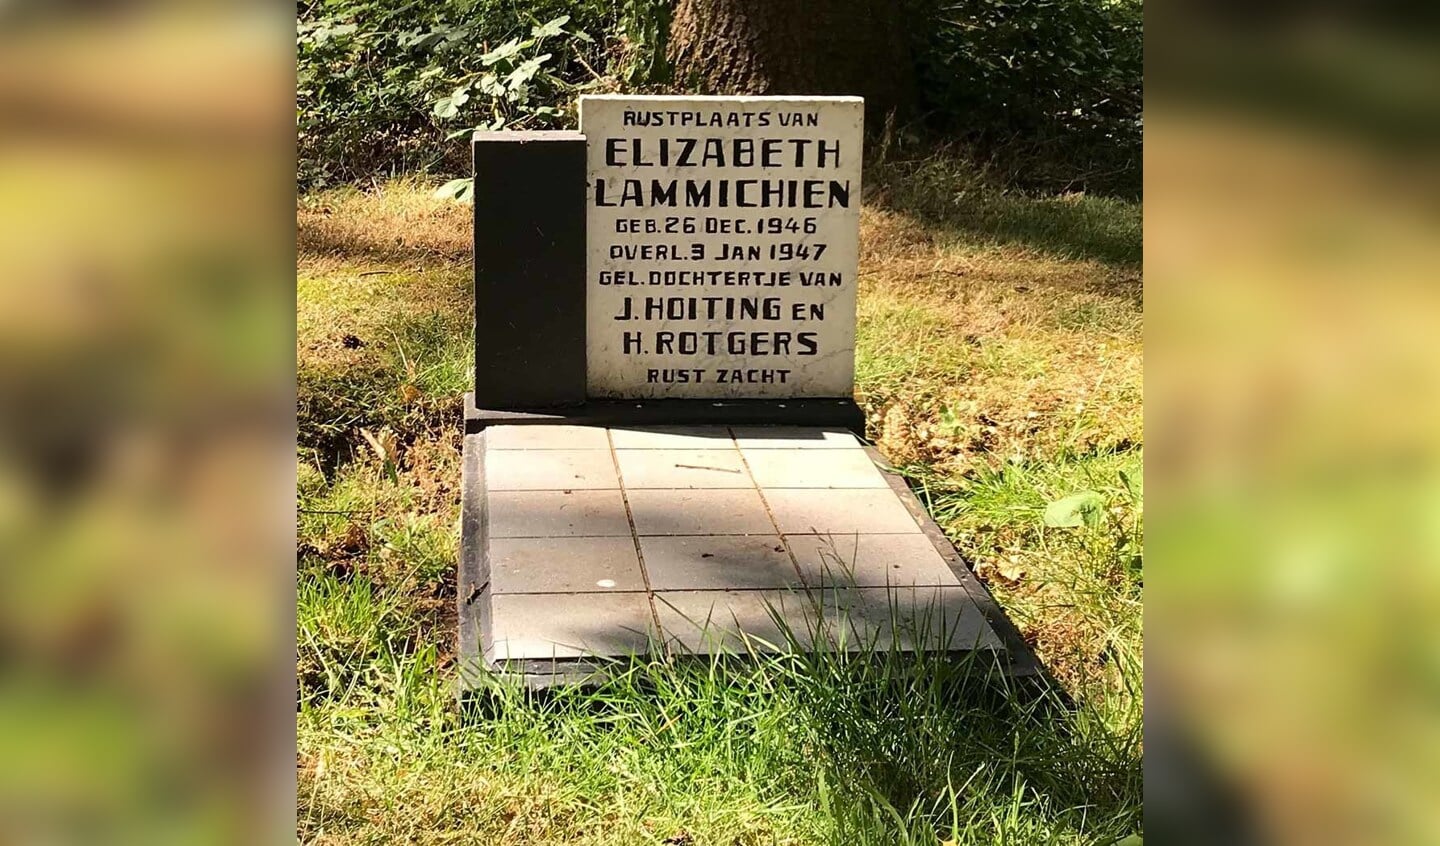 RUSTPLAATS VAN
ELIZABETH
LAMMICHIEN
GEB. 26 DEC. 1946
OVERL. 3 JAN 1947
GEL. DOCHTERTJE VAN
J. HOITING EN
H. ROTGERS
RUST ZACHT